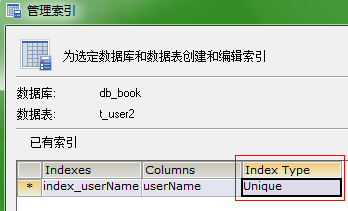 管理索引
为选定数据库和数据表创建和编辑索引
数据库: db_book
数据表: t_user2
已有索引
Indexes Columns Index Type
* index_userName userName Unique